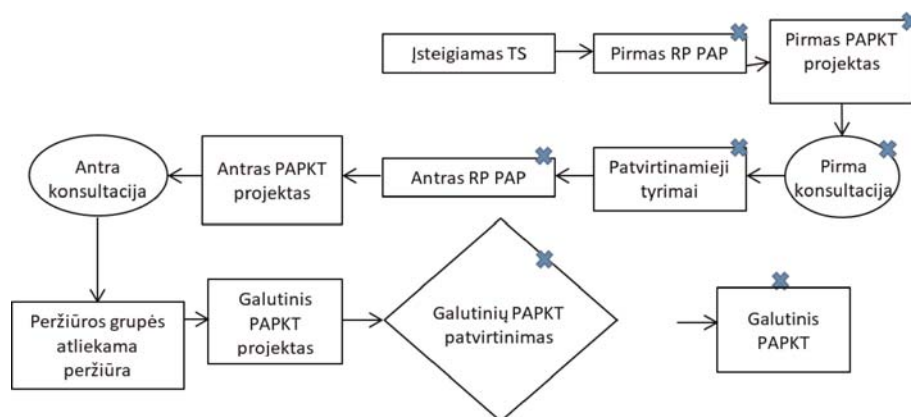 Įsteigiamas TS
Pirmas RP PAP
Pirmas PAPKT
projektas
Pirma
konsultacija
Patvirtinamieji
tyrimai
Antras RP PAP
Antras PAPKT
projektas
Antra
konsultacija
Peržiūros grupės
atliekama
peržiūra
Galutinis
PAPKT
projektas
Galutinių PAPKT
patvirtinimas
Galutinis
PAPKT